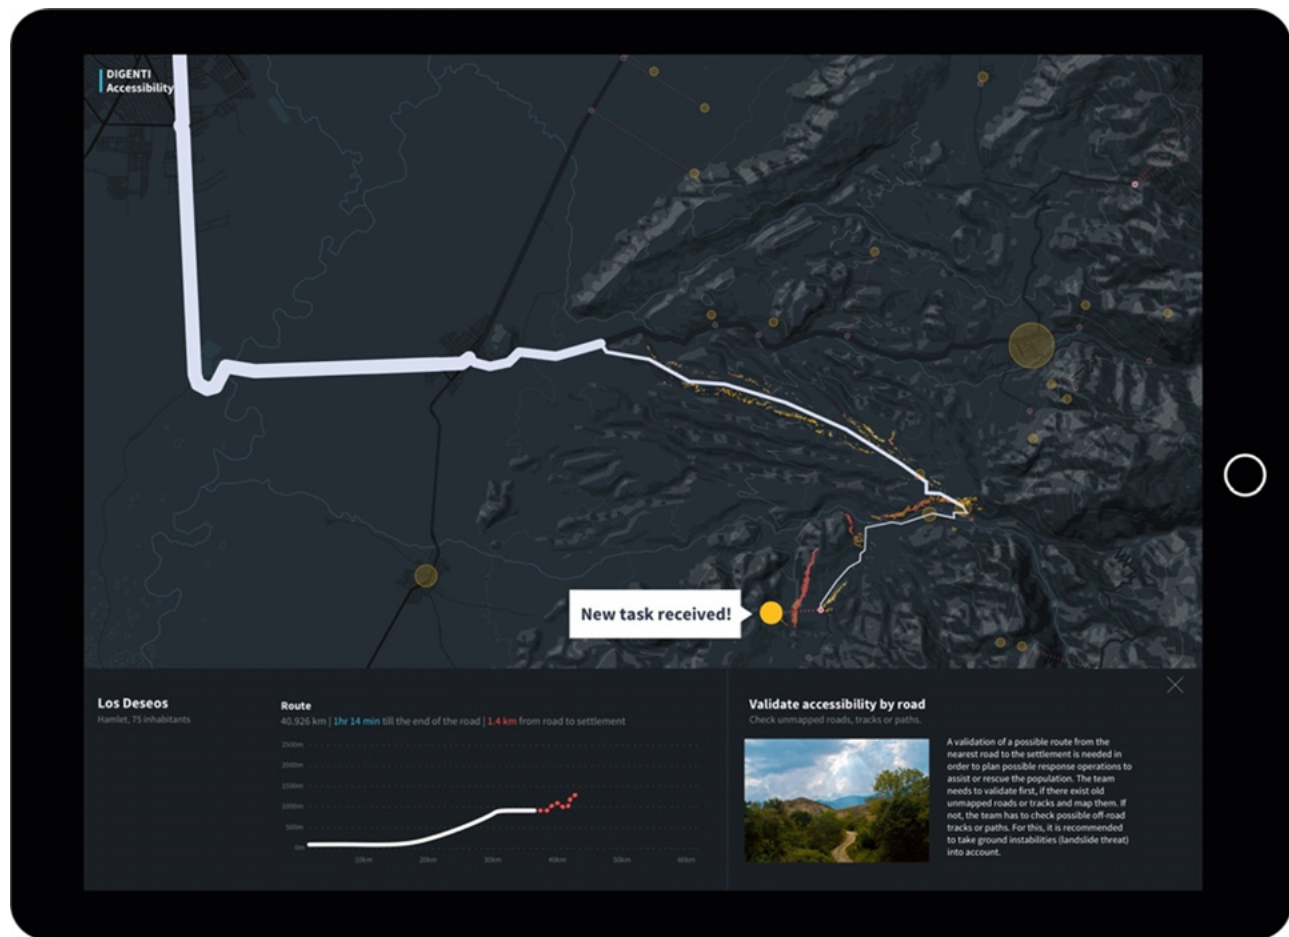 DIGENTI
Accessibility
New task received!
Los Deseos
Hamlet, 75 inhabitants
Route
40.926 km | 1hr 14 min till the end of the road | 1.4 km from road to settlement
2500m
2000m
1500m
1000m
500m
0m
10km 20km 30km 40km 50km 60km
Validate accessibility by road
Check unmapped roads, tracks or paths.
A validation of a possible route from the
nearest road to the settlement is needed in
order to plan possible response operations to
assist or rescue the population. The team
needs to validate first, if there exist old
unmapped roads or tracks and map them. If
not, the team has to check possible off-road
tracks or paths. For this, it is recommended
to take ground instabilities (landslide threat)
into account.